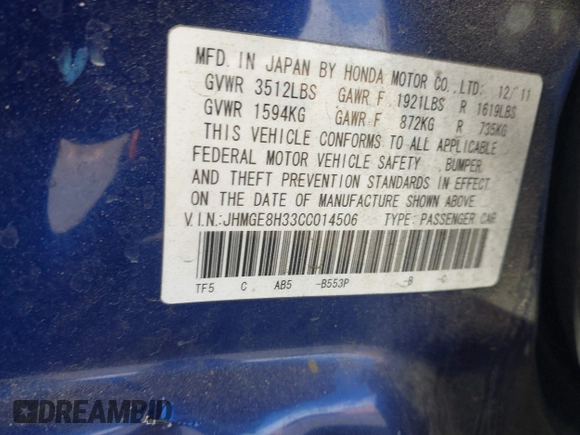 MFD. IN JAPAN BY HONDA MOTOR CO.,LTD. 12/11
GVWR 3512LBS GAWR F 1921LBS R 1619LBS
GVWR 1594KG GAWR F 872KG R 735KG
THIS VEHICLE CONFORMS TO ALL APPLICABLE
FEDERAL MOTOR VEHICLE SAFETY ,BUMPER
AND THEFT PREVENTION STANDARDS IN EFFECT
ON THE DATE OF MANUFACTURE SHOWN ABOVE.
V.I.N.:JHMGE8H33CC014506 TYPE:PASSENGER CAR
TF5 C AB5 -B553P -B -C
DREAMBID